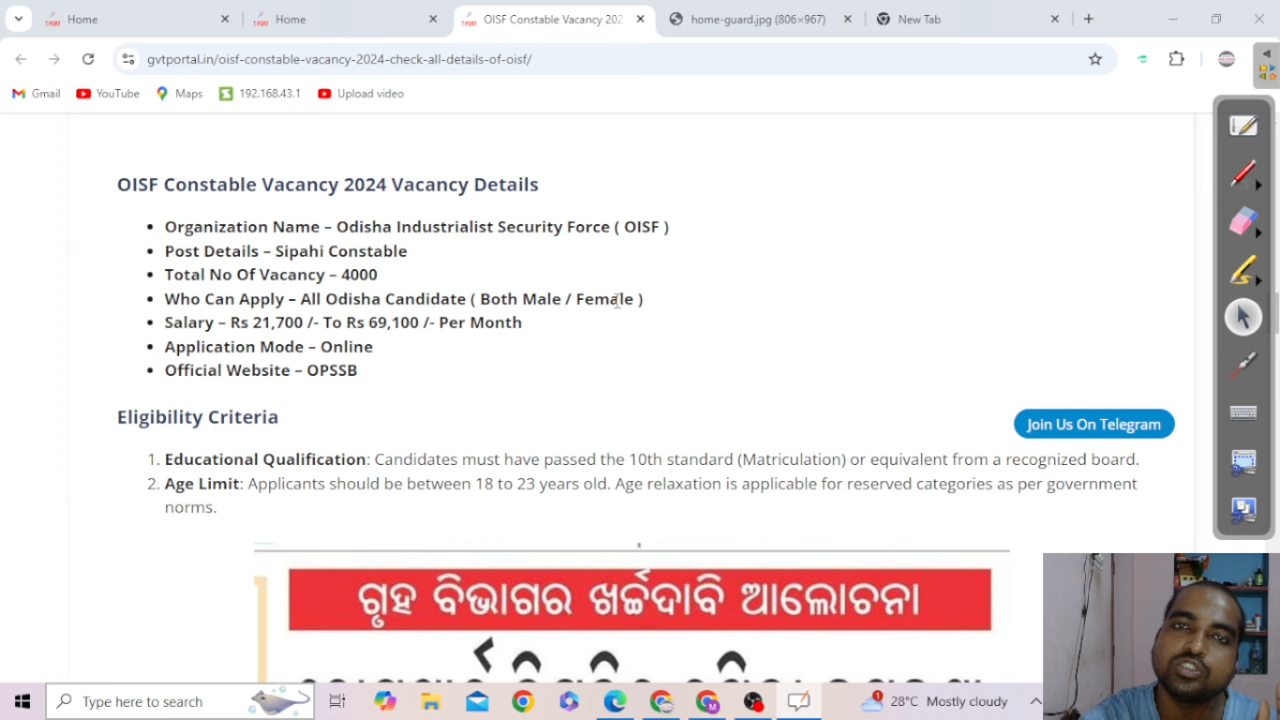 Home
Home
OISF Constable Vacancy 202
home-guard.jpg (806×967)
New Tab
gvtportal.in/oisf-constable-vacancy-2024-check-all-details-of-oisf/
Gmail
YouTube
Maps
192.168.43.1
Upload video
OISF Constable Vacancy 2024 Vacancy Details
• Organization Name – Odisha Industrialist Security Force ( OISF )
• Post Details – Sipahi Constable
• Total No Of Vacancy – 4000
• Who Can Apply – All Odisha Candidate ( Both Male / Female )
• Salary – Rs 21,700 /- To Rs 69,100 /- Per Month
• Application Mode – Online
• Official Website – OPSSB
Eligibility Criteria
Join Us On Telegram
1. Educational Qualification: Candidates must have passed the 10th standard (Matriculation) or equivalent from a recognized board.
2. Age Limit: Applicants should be between 18 to 23 years old. Age relaxation is applicable for reserved categories as per government
norms.
ଗୃହ ବିଭାଗର ଖର୍ଚ୍ଚଦାବି ଆଲୋଚନା
Type here to search
28°C Mostly cloudy